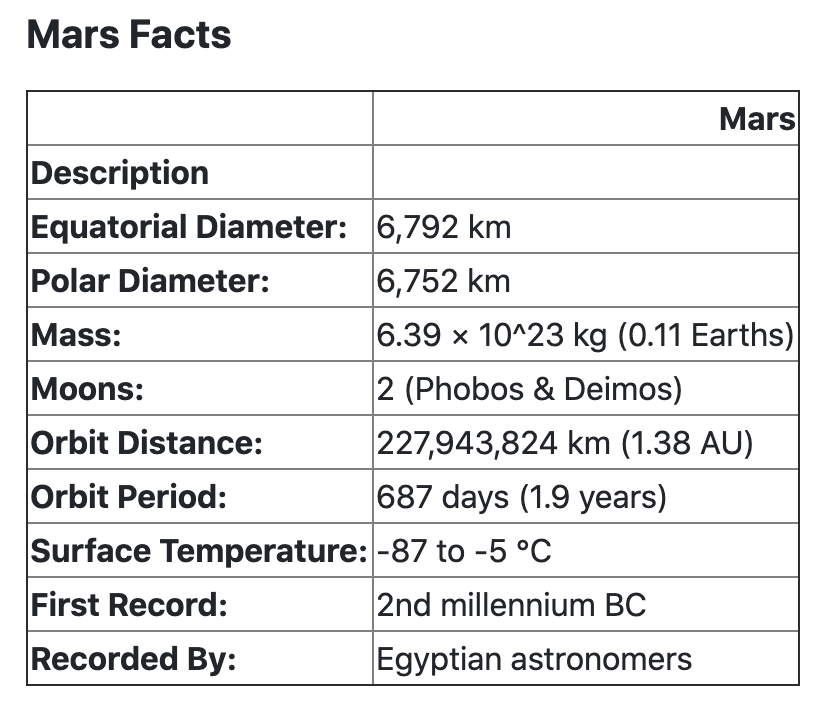 Mars Facts
Mars
Description
Equatorial Diameter: 6,792 km
Polar Diameter: 6,752 km
Mass: 6.39 × 10^23 kg (0.11 Earths)
Moons: 2 (Phobos & Deimos)
Orbit Distance: 227,943,824 km (1.38 AU)
Orbit Period: 687 days (1.9 years)
Surface Temperature: -87 to -5 °C
First Record: 2nd millennium BC
Recorded By: Egyptian astronomers